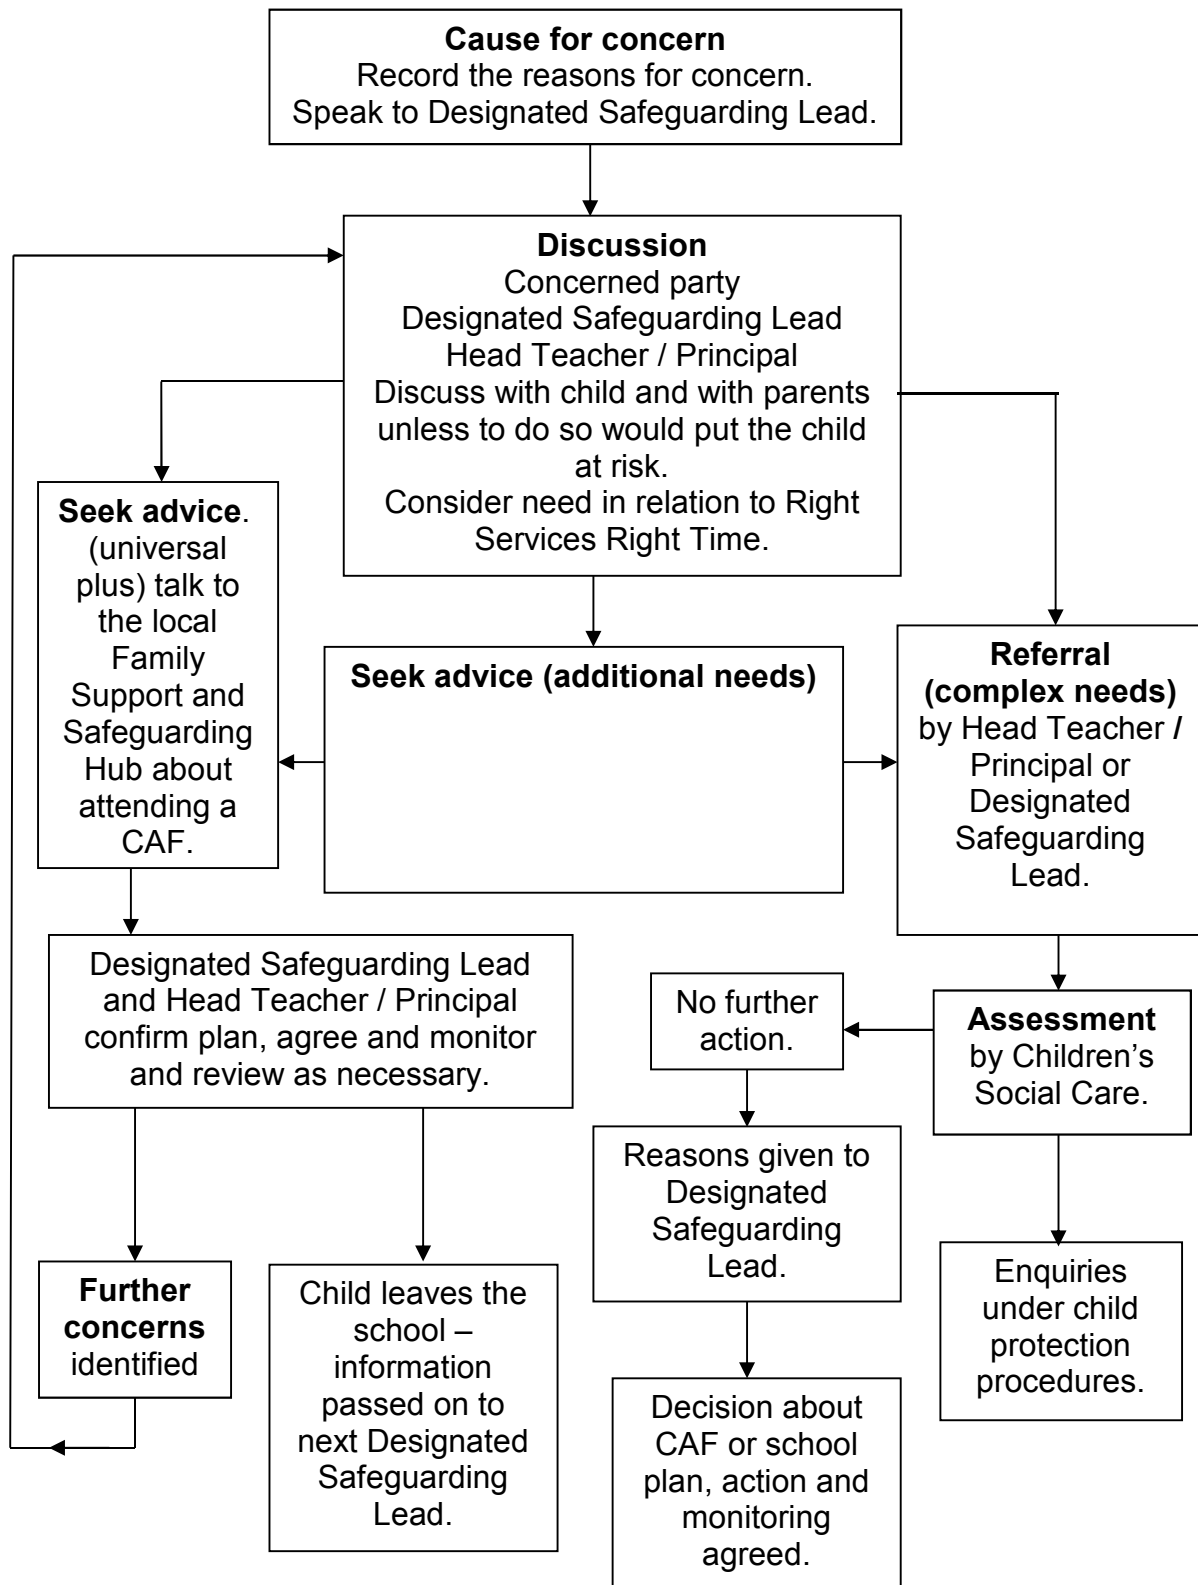 Cause for concern
Record the reasons for concern.
Speak to Designated Safeguarding Lead.
Discussion
Concerned party
Designated Safeguarding Lead
Head Teacher / Principal
Discuss with child and with parents
unless to do so would put the child
at risk.
Consider need in relation to Right
Services Right Time.
Seek advice.
(universal
plus) talk to
the local
Family
Support and
Safeguarding
Hub about
attending a
CAF.
Seek advice (additional needs)
Referral
(complex needs)
by Head Teacher /
Principal or
Designated
Safeguarding
Lead.
Designated Safeguarding Lead
and Head Teacher / Principal
confirm plan, agree and monitor
and review as necessary.
No further
action.
Assessment
by Children’s
Social Care.
Reasons given to
Designated
Safeguarding
Lead.
Enquiries
under child
protection
procedures.
Further
concerns
identified
Child leaves the
school –
information
passed on to
next Designated
Safeguarding
Lead.
Decision about
CAF or school
plan, action and
monitoring
agreed.